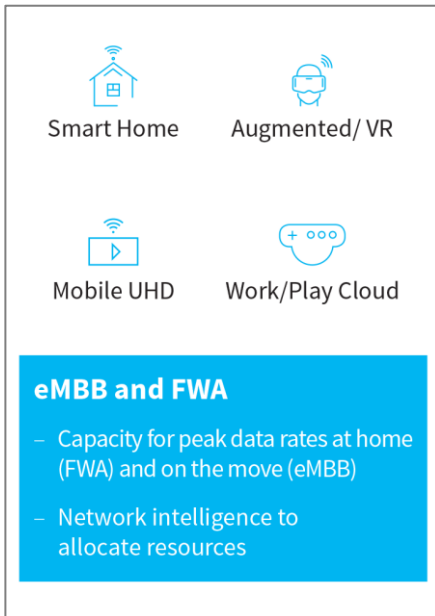 Smart Home
Augmented/ VR
Mobile UHD
Work/Play Cloud
eMBB and FWA
– Capacity for peak data rates at home
(FWA) and on the move (eMBB)
– Network intelligence to
allocate resources